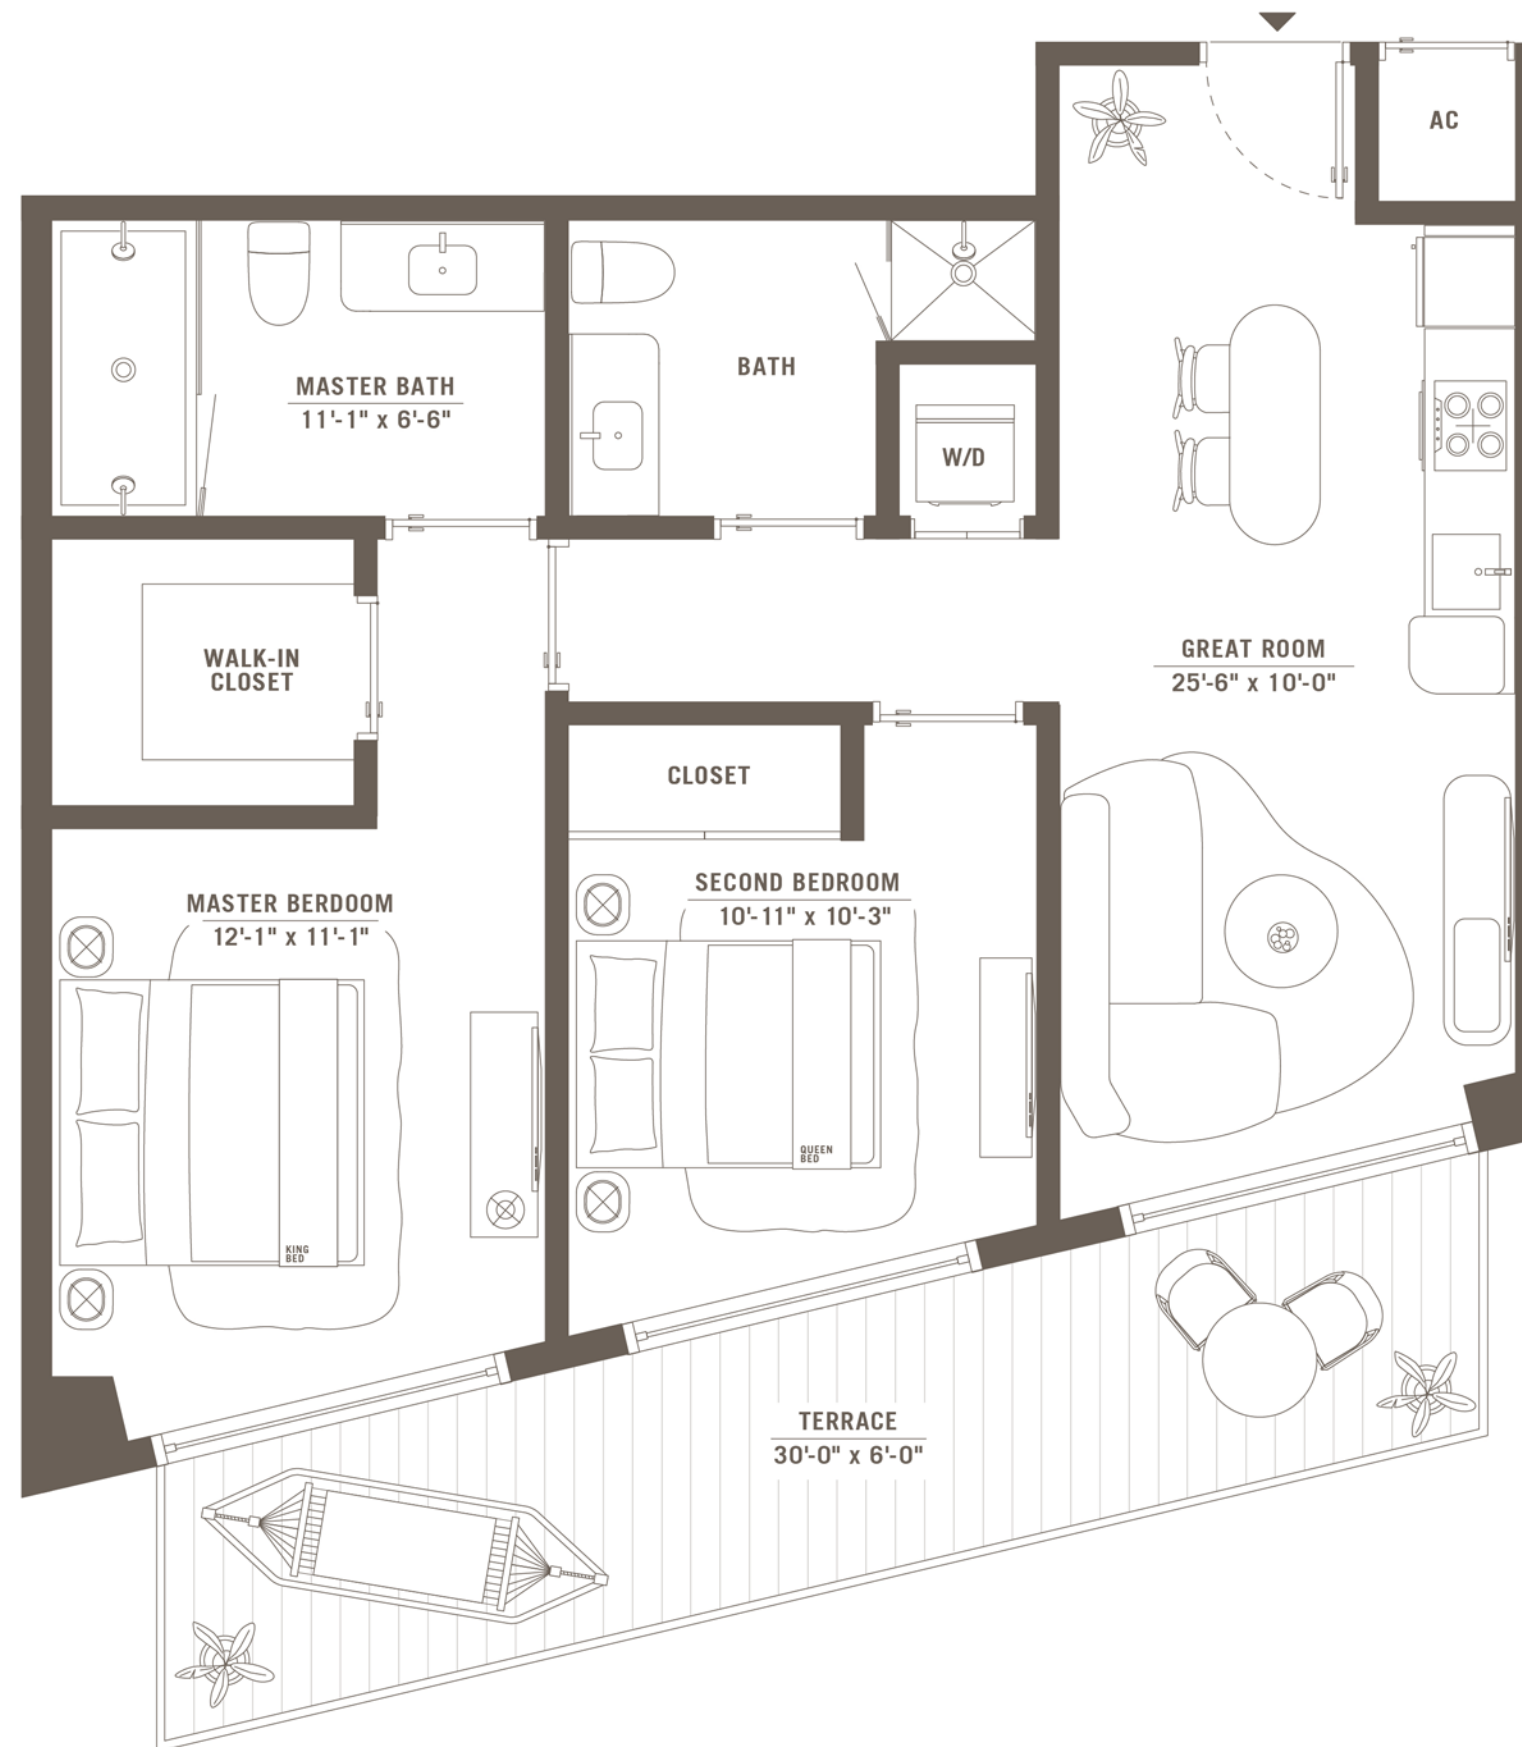 AC
MASTER BATH
11'-1" x 6'-6"
BATH
W/D
WALK-IN
CLOSET
GREAT ROOM
25'-6" x 10'-0"
CLOSET
MASTER BERDOOM
12'-1" x 11'-1"
SECOND BEDROOM
10'-11" x 10'-3"
QUEEN
BED
KING
BED
TERRACE
30'-0" x 6'-0"